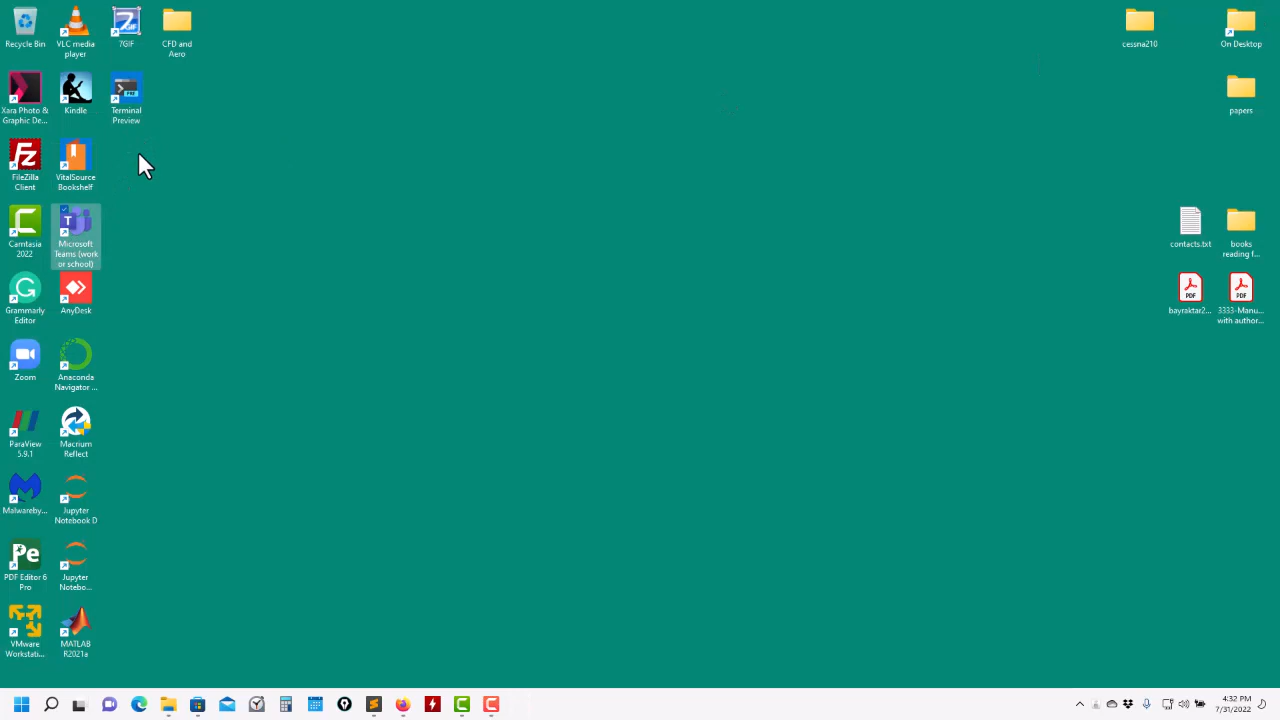 Recycle Bin
VLC media
player
7GIF
CFD and
Aero
cessna210
On Desktop
Xara Photo &
Graphic De...
Kindle
Terminal
Preview
papers
FileZilla
Client
VitalSource
Bookshelf
Camtasia
2022
Microsoft
Teams (work
or school)
contacts.txt
books
reading f...
Grammarly
Editor
AnyDesk
bayraktar2...
3333-Manu...
with author...
Zoom
Anaconda
Navigator ...
ParaView
5.9.1
Macrium
Reflect
Malwareby...
Jupyter
Notebook D
PDF Editor 6
Pro
Jupyter
Notebo...
VMware
Workstati...
MATLAB
R2021a
4:32 PM
7/31/2022